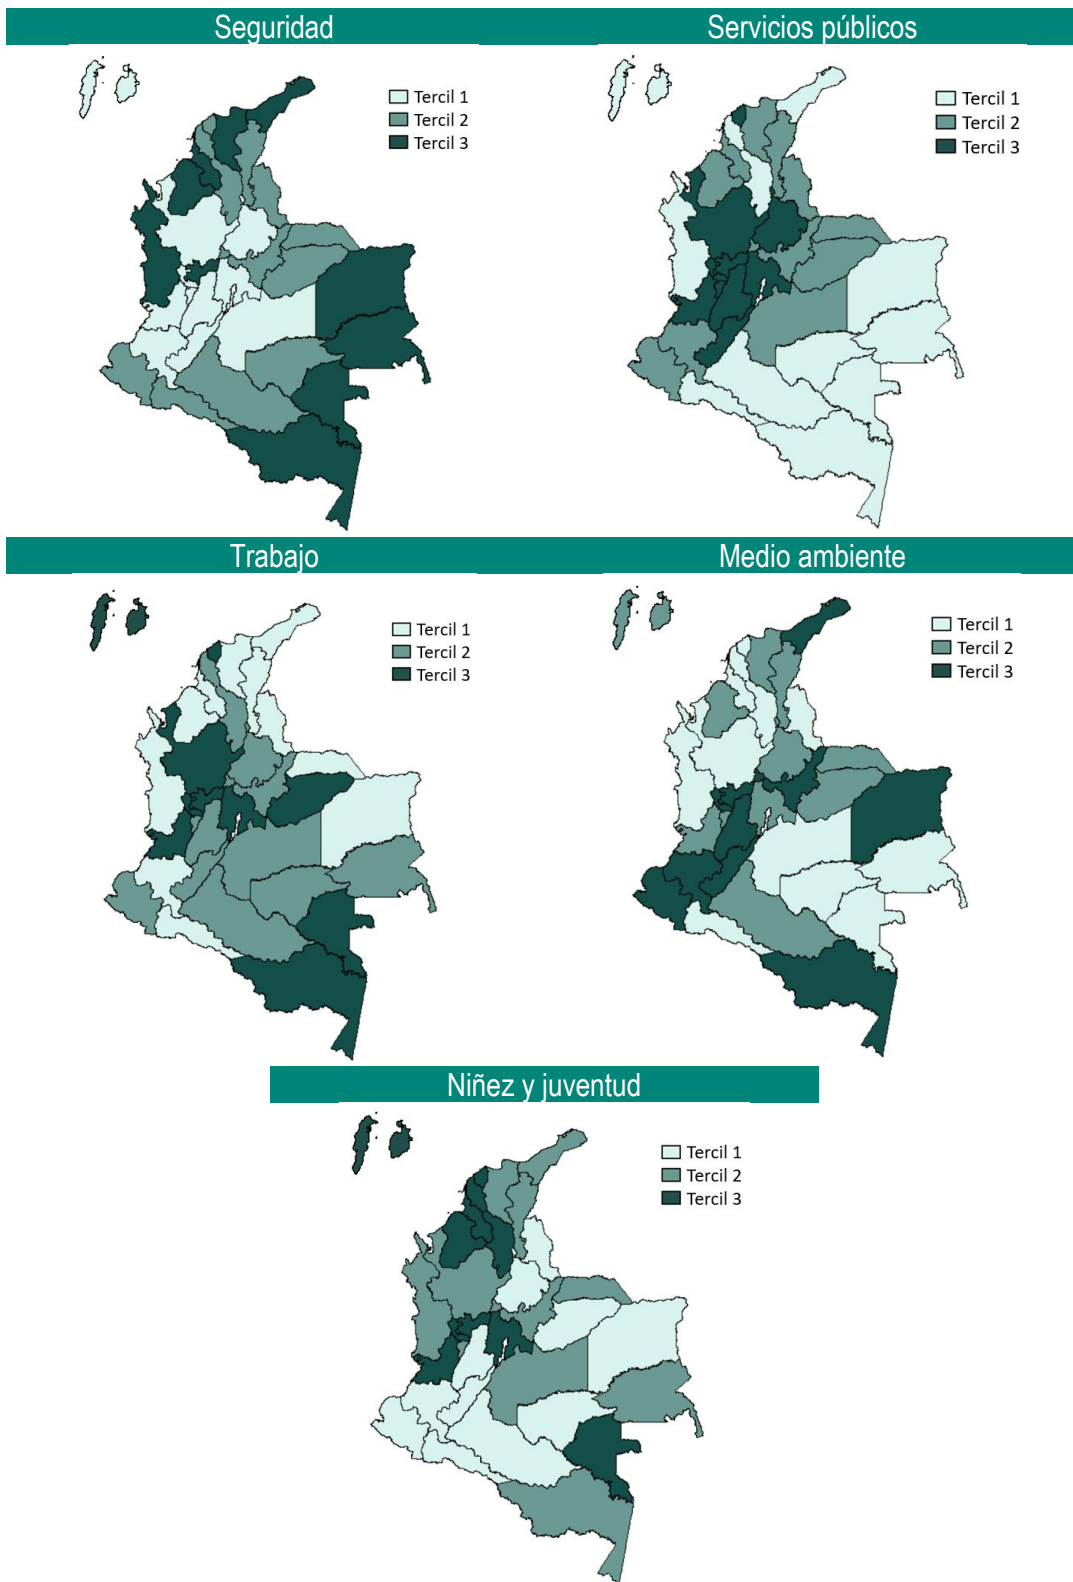 Seguridad
Servicios públicos
Tercil 1
Tercil 2
Tercil 3
Tercil 1
Tercil 2
Tercil 3
Trabajo
Medio ambiente
Tercil 1
Tercil 2
Tercil 3
Tercil 1
Tercil 2
Tercil 3
Niñez y juventud
Tercil 1
Tercil 2
Tercil 3